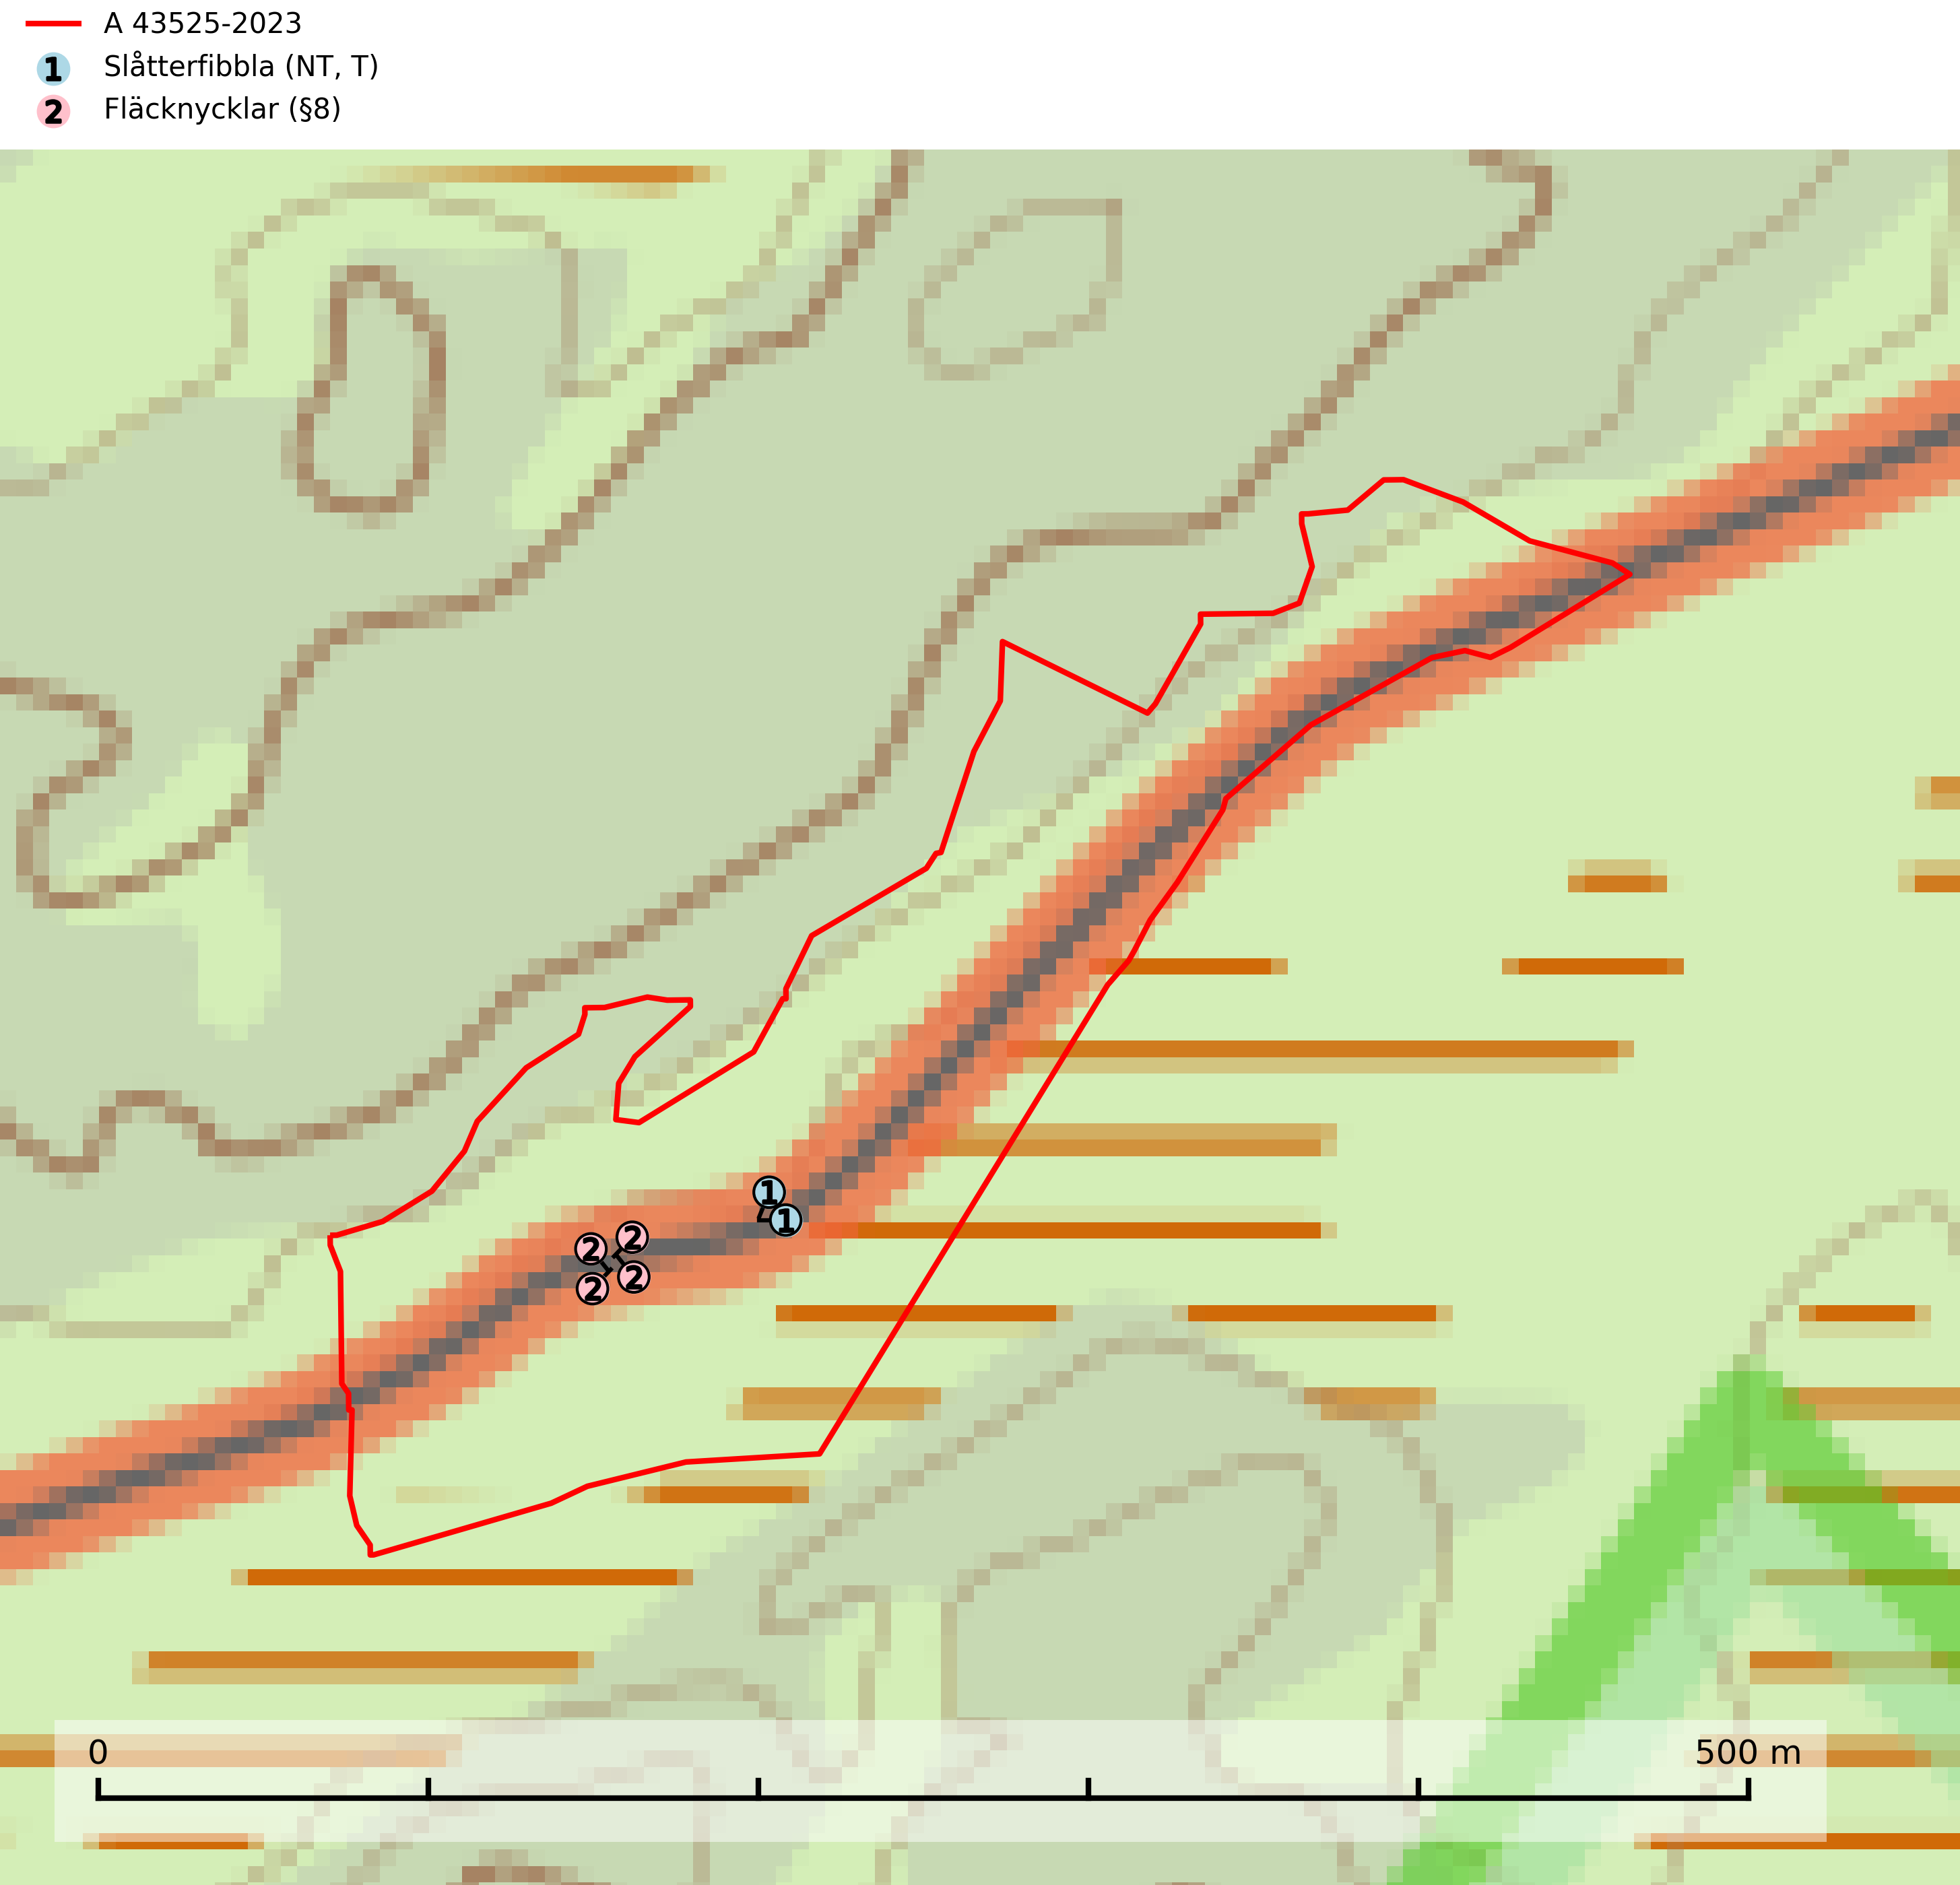 A 43525-2023
1 Slåtterfibbla (NT, T)
2 Fläcknycklar (§8)
1
1
2
2
2
2
0 500 m